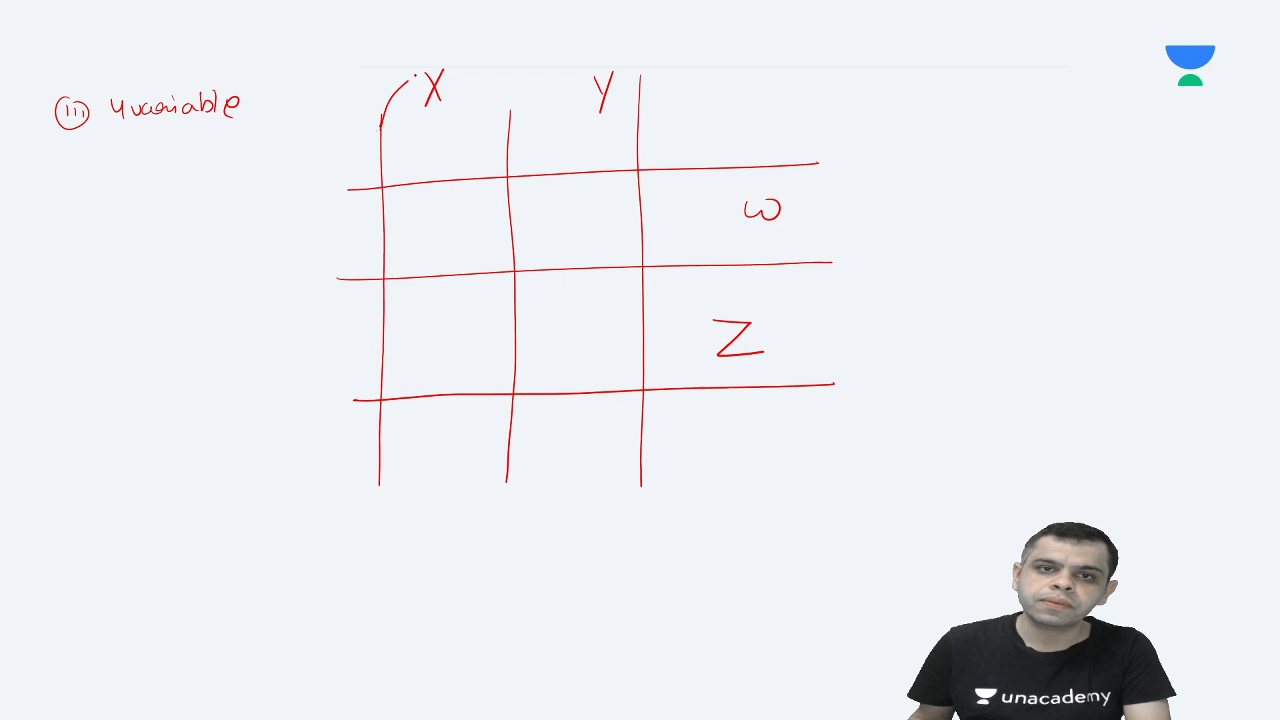 (iii) 4 variable
X Y
ω
Z
unacademy